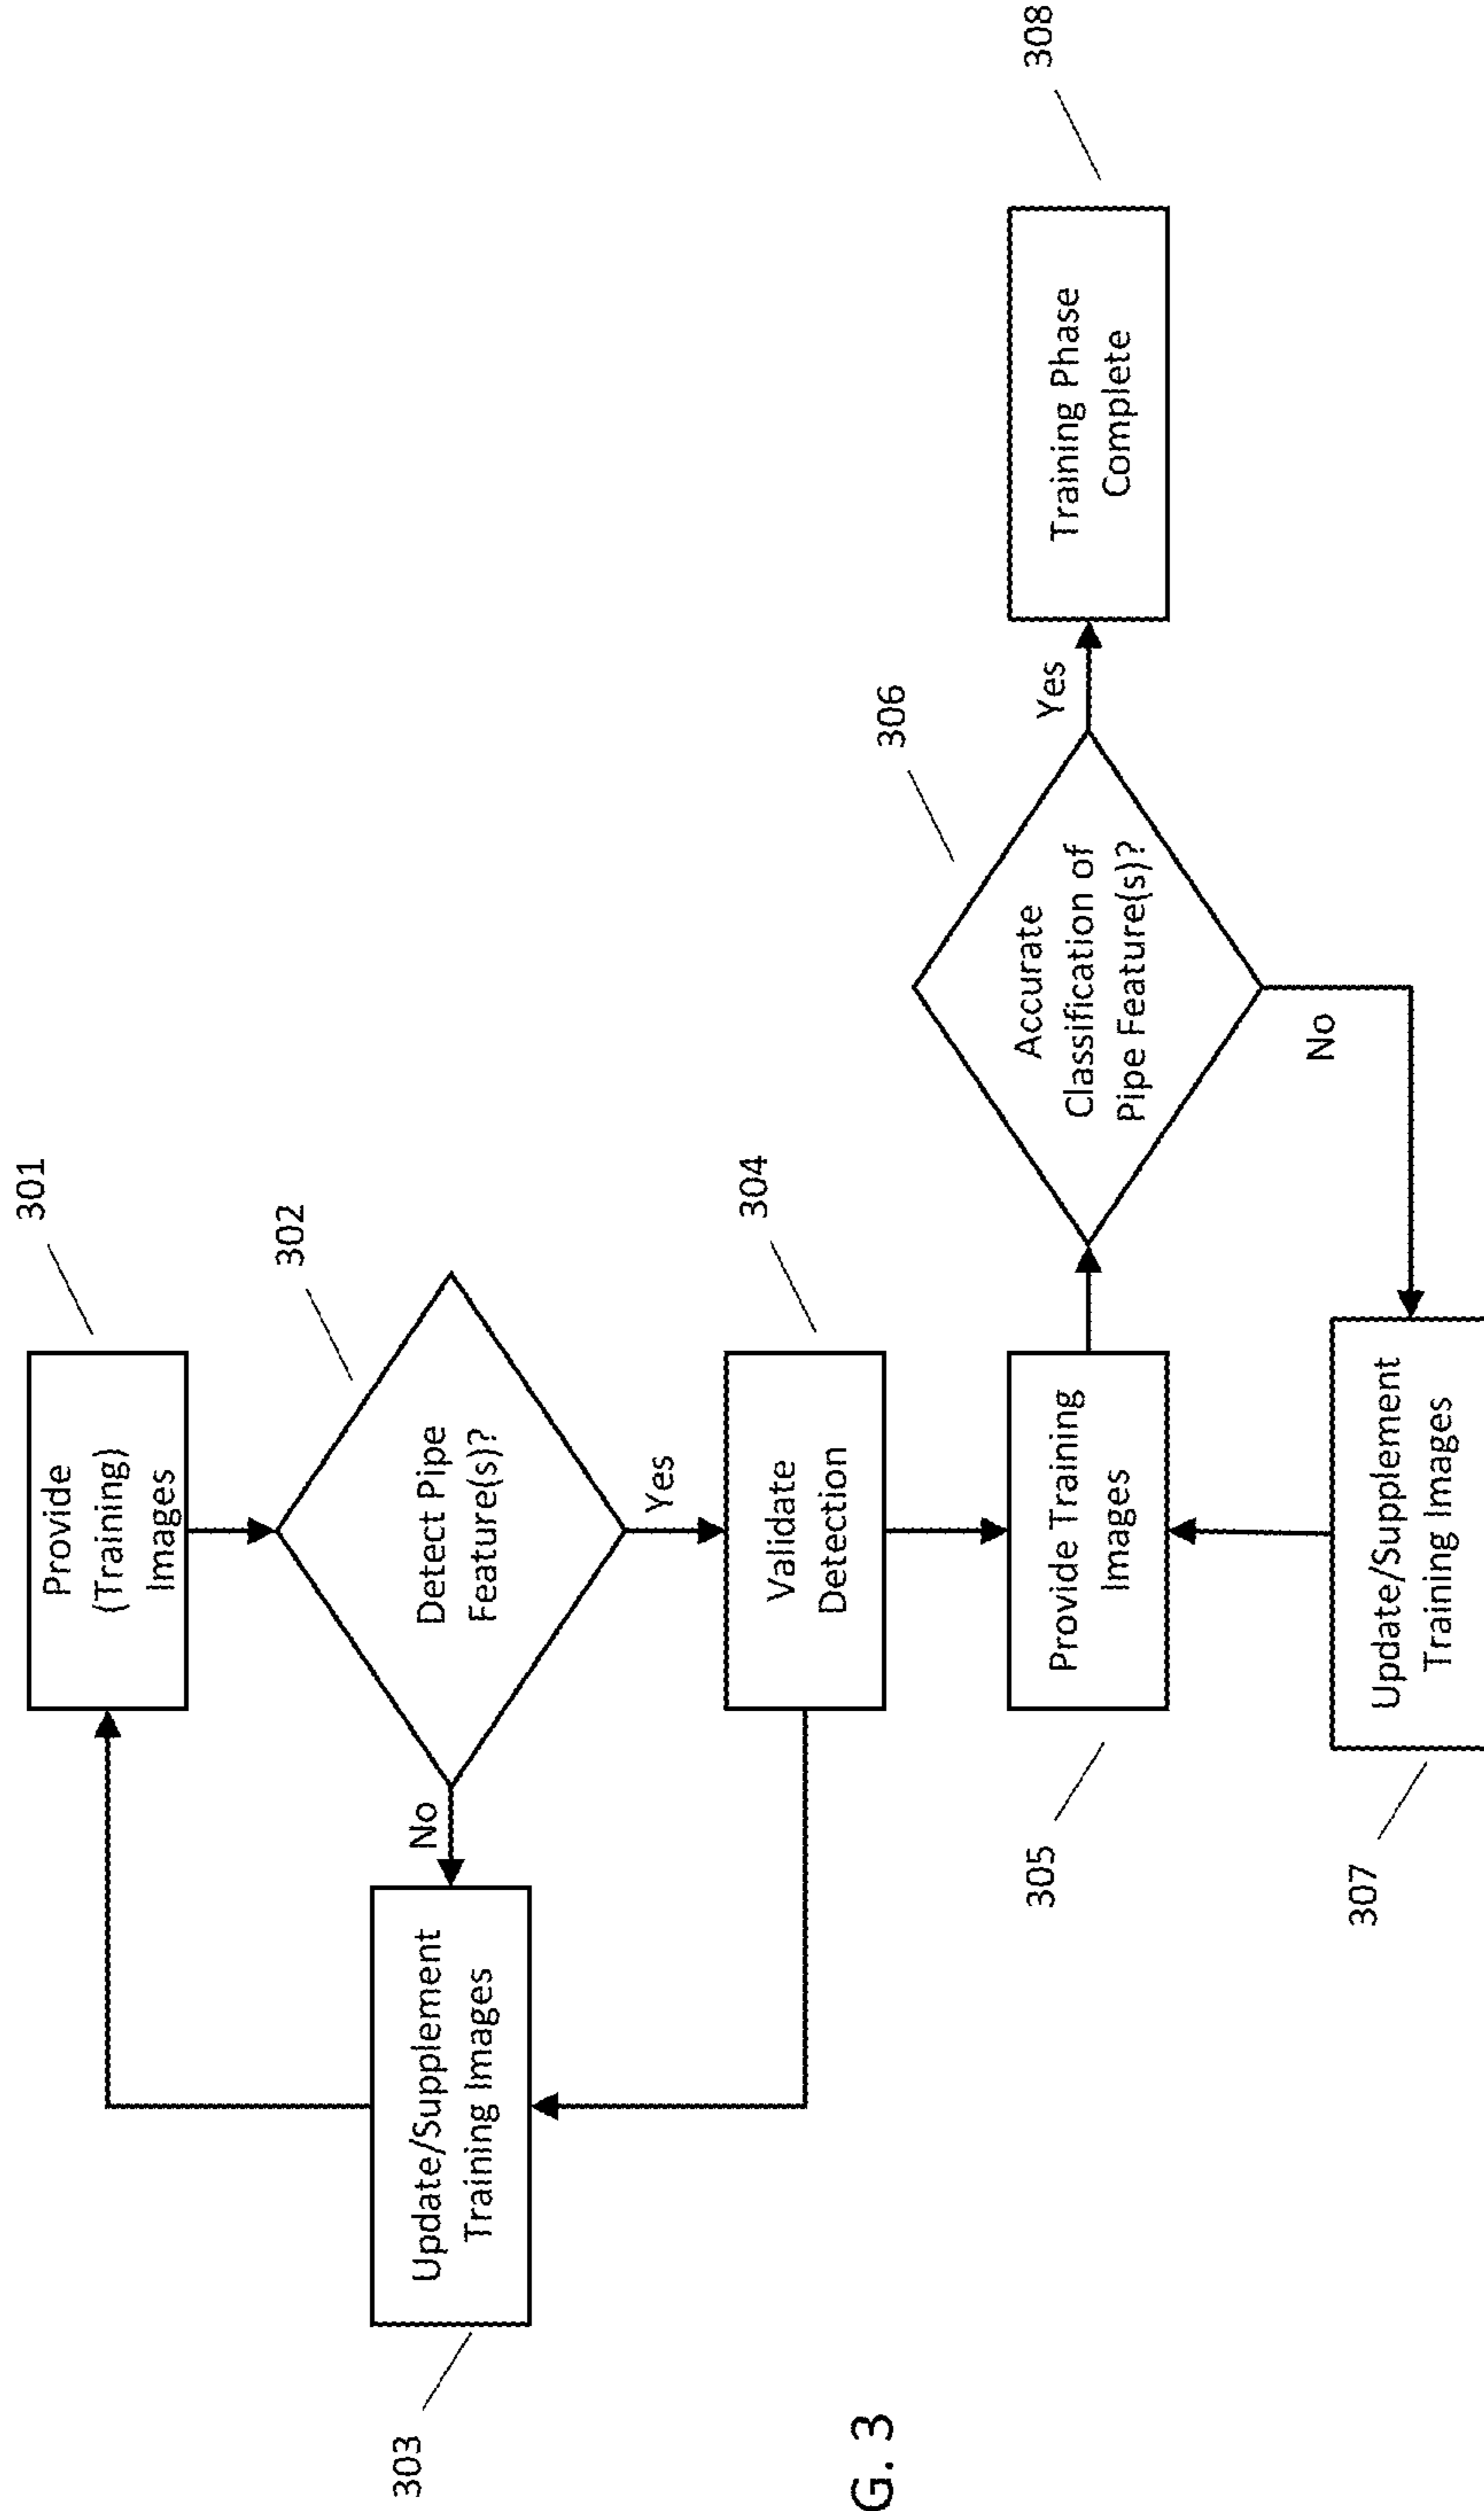 301
Provide
(Training)
Images
302
Detect Pipe
Feature(s)?
No
Yes
303
Update/Supplement
Training Images
304
Validate
Detection
305
Provide Training
Images
306
Accurate
Classification of
Pipe Feature(s)?
Yes
No
307
Update/Supplement
Training Images
308
Training Phase
Complete
G. 3